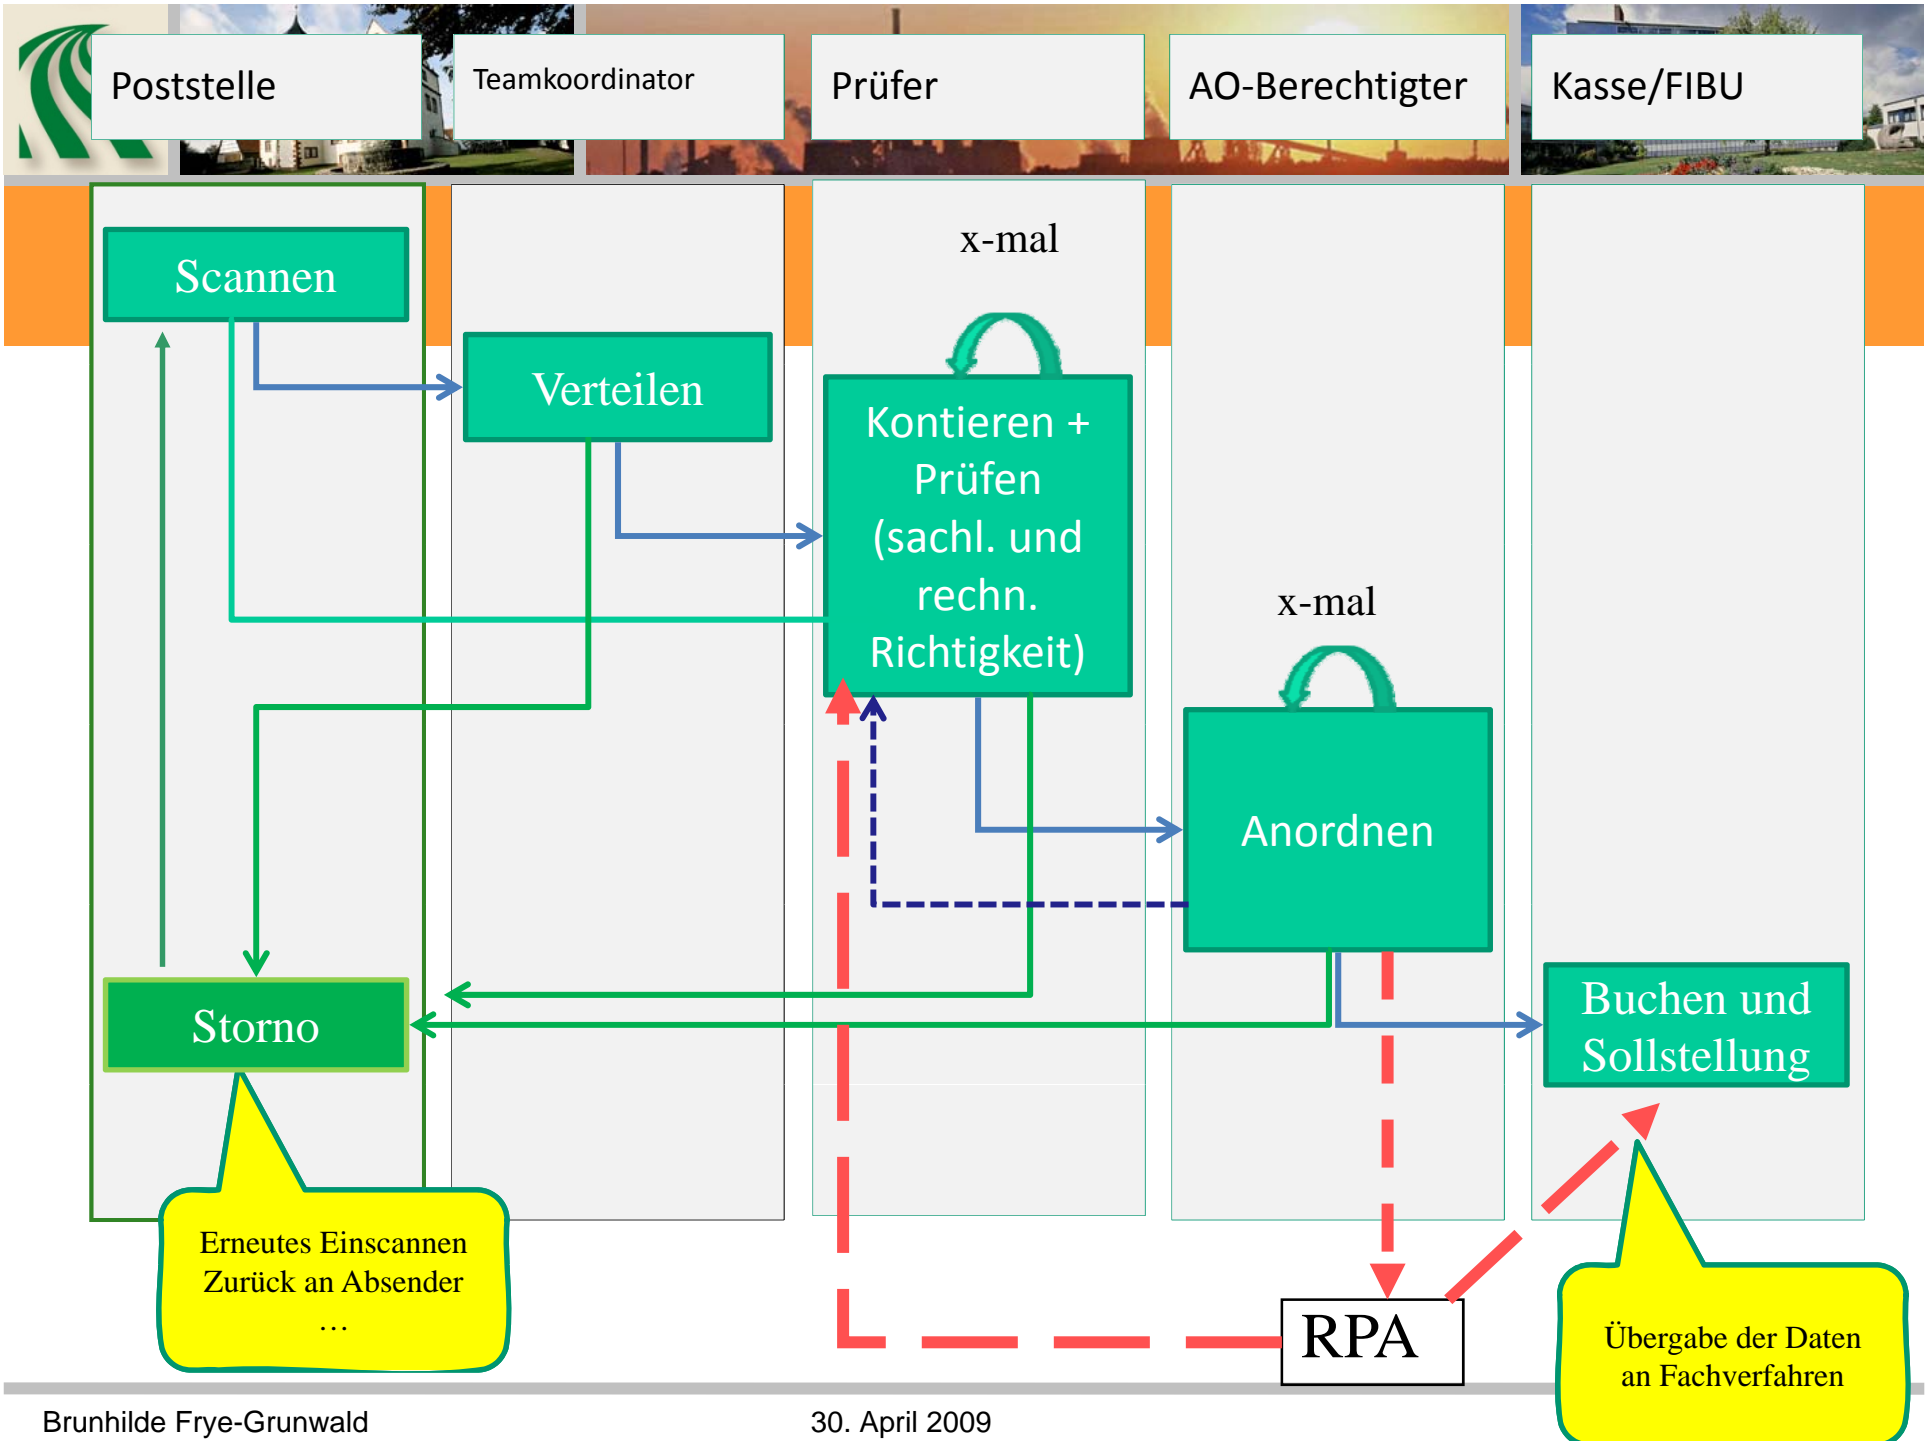 Poststelle
Teamkoordinator
Prüfer
AO-Berechtigter
Kasse/FIBU
x-mal
Scannen
Verteilen
Kontieren +
Prüfen
(sachl. und
rechn.
Richtigkeit)
x-mal
Anordnen
Storno
Buchen und
Sollstellung
Erneutes Einscannen
Zurück an Absender
…
RPA
Übergabe der Daten
an Fachverfahren
Brunhilde Frye-Grunwald
30. April 2009